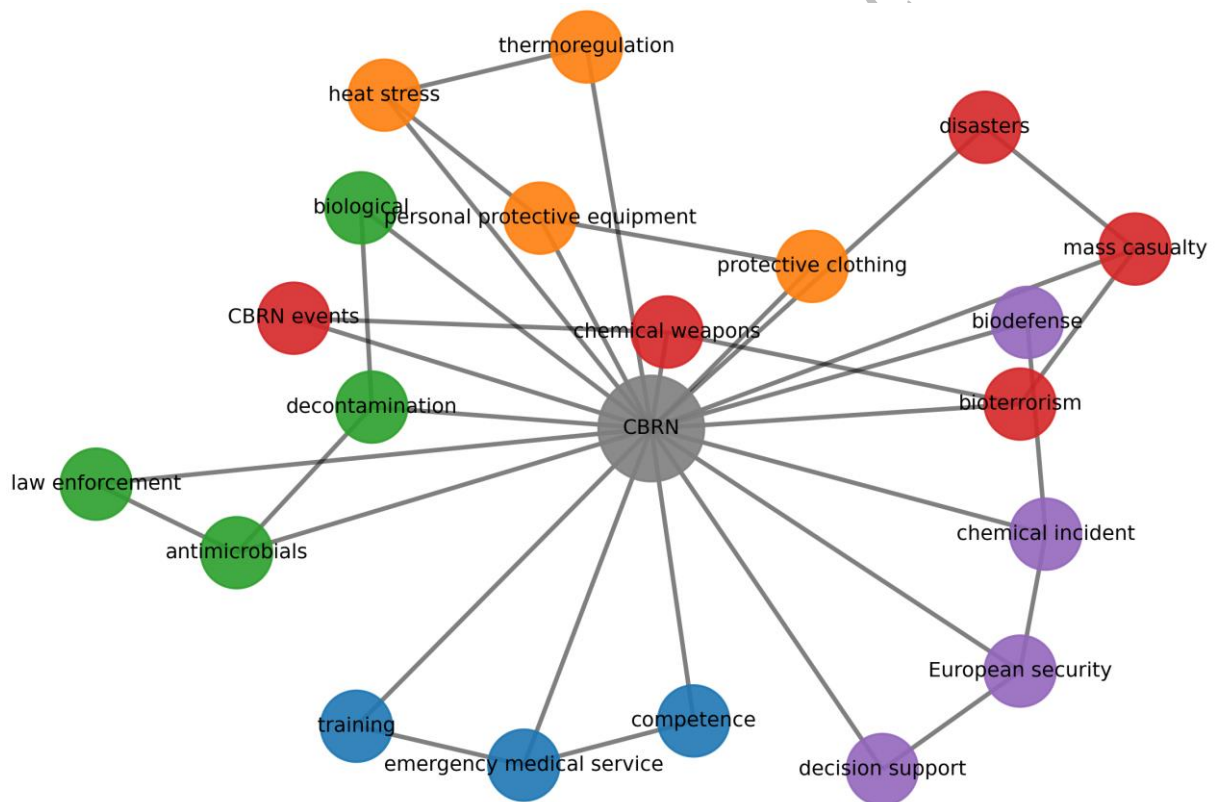 thermoregulation
heat stress
disasters
biological
personal protective equipment
mass casualty
protective clothing
CBRN events
chemical weapons
biodefense
decontamination
bioterrorism
CBRN
law enforcement
antimicrobials
chemical incident
European security
training
competence
emergency medical service
decision support